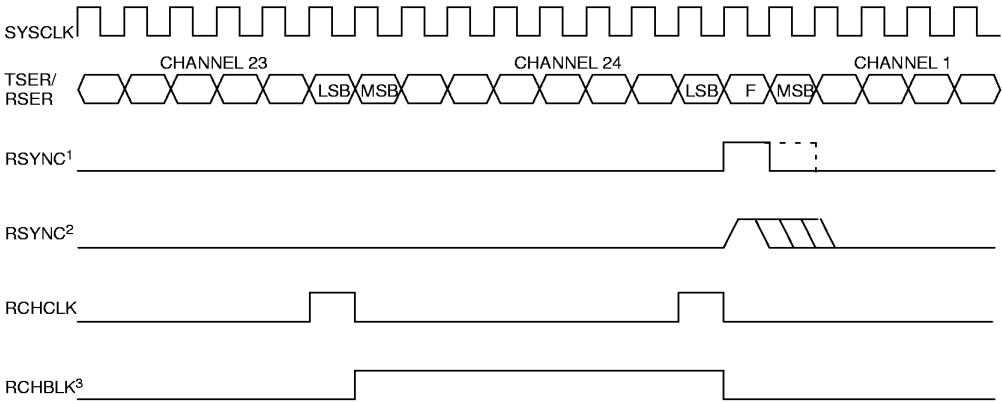 SYSCLK
CHANNEL 23 CHANNEL 24 CHANNEL 1
TSER/
RSER
LSB MSB LSB F MSB
RSYNC¹
RSYNC²
RCHCLK
RCHBLK³